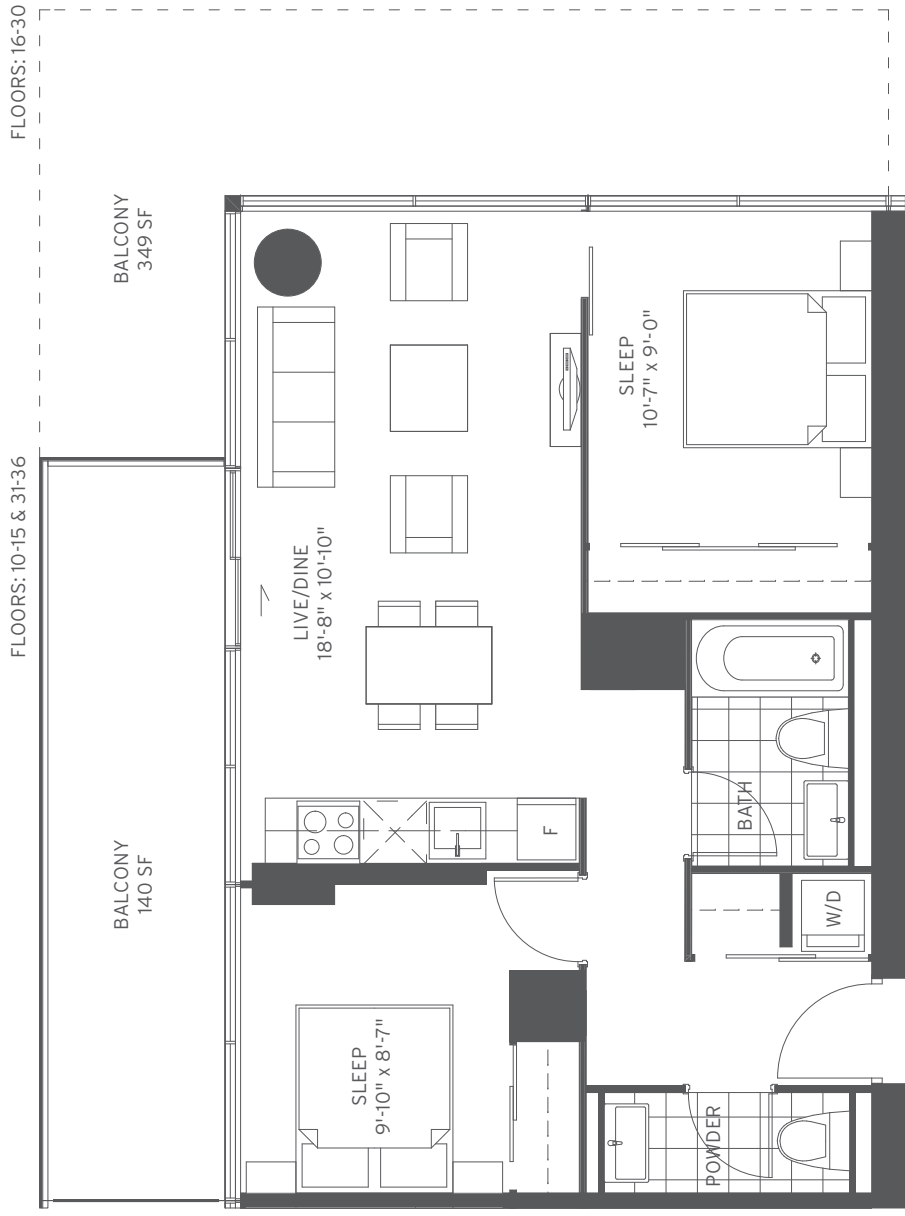 FLOORS: 16-30
BALCONY
349 SF
FLOORS: 10-15 & 31-36
BALCONY
140 SF
LIVE/DINE
18'-8" x 10'-10"
SLEEP
10'-7" x 9'-0"
BATH
F
W/D
SLEEP
9'-10" x 8'-7"
POWDER